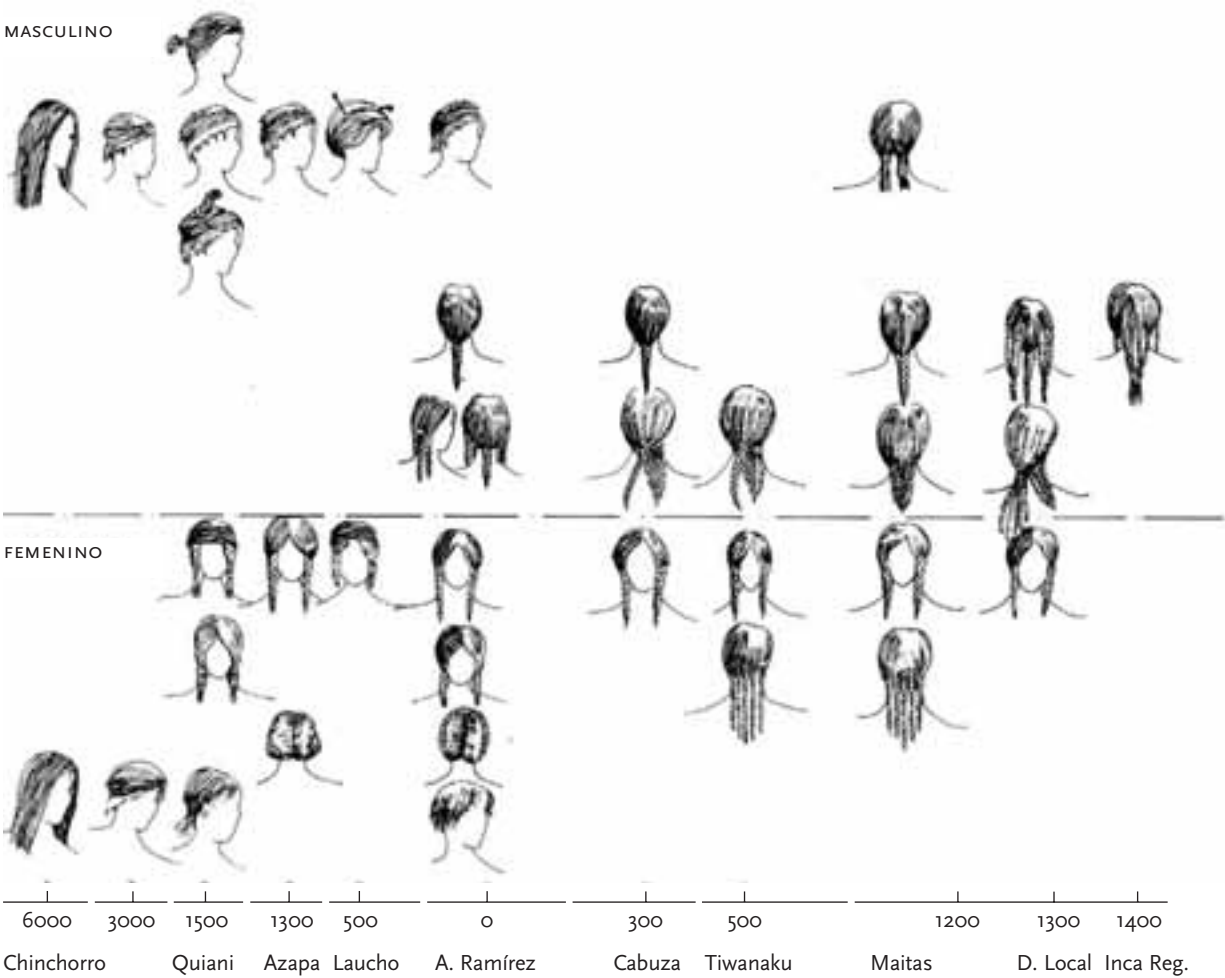 MASCULINO
FEMENINO
6000 3000 1500 1300 500 0 300 500 1200 1300 1400
Chinchorro Quiani Azapa Laucho A. Ramírez Cabuza Tiwanaku Maitas D. Local Inca Reg.